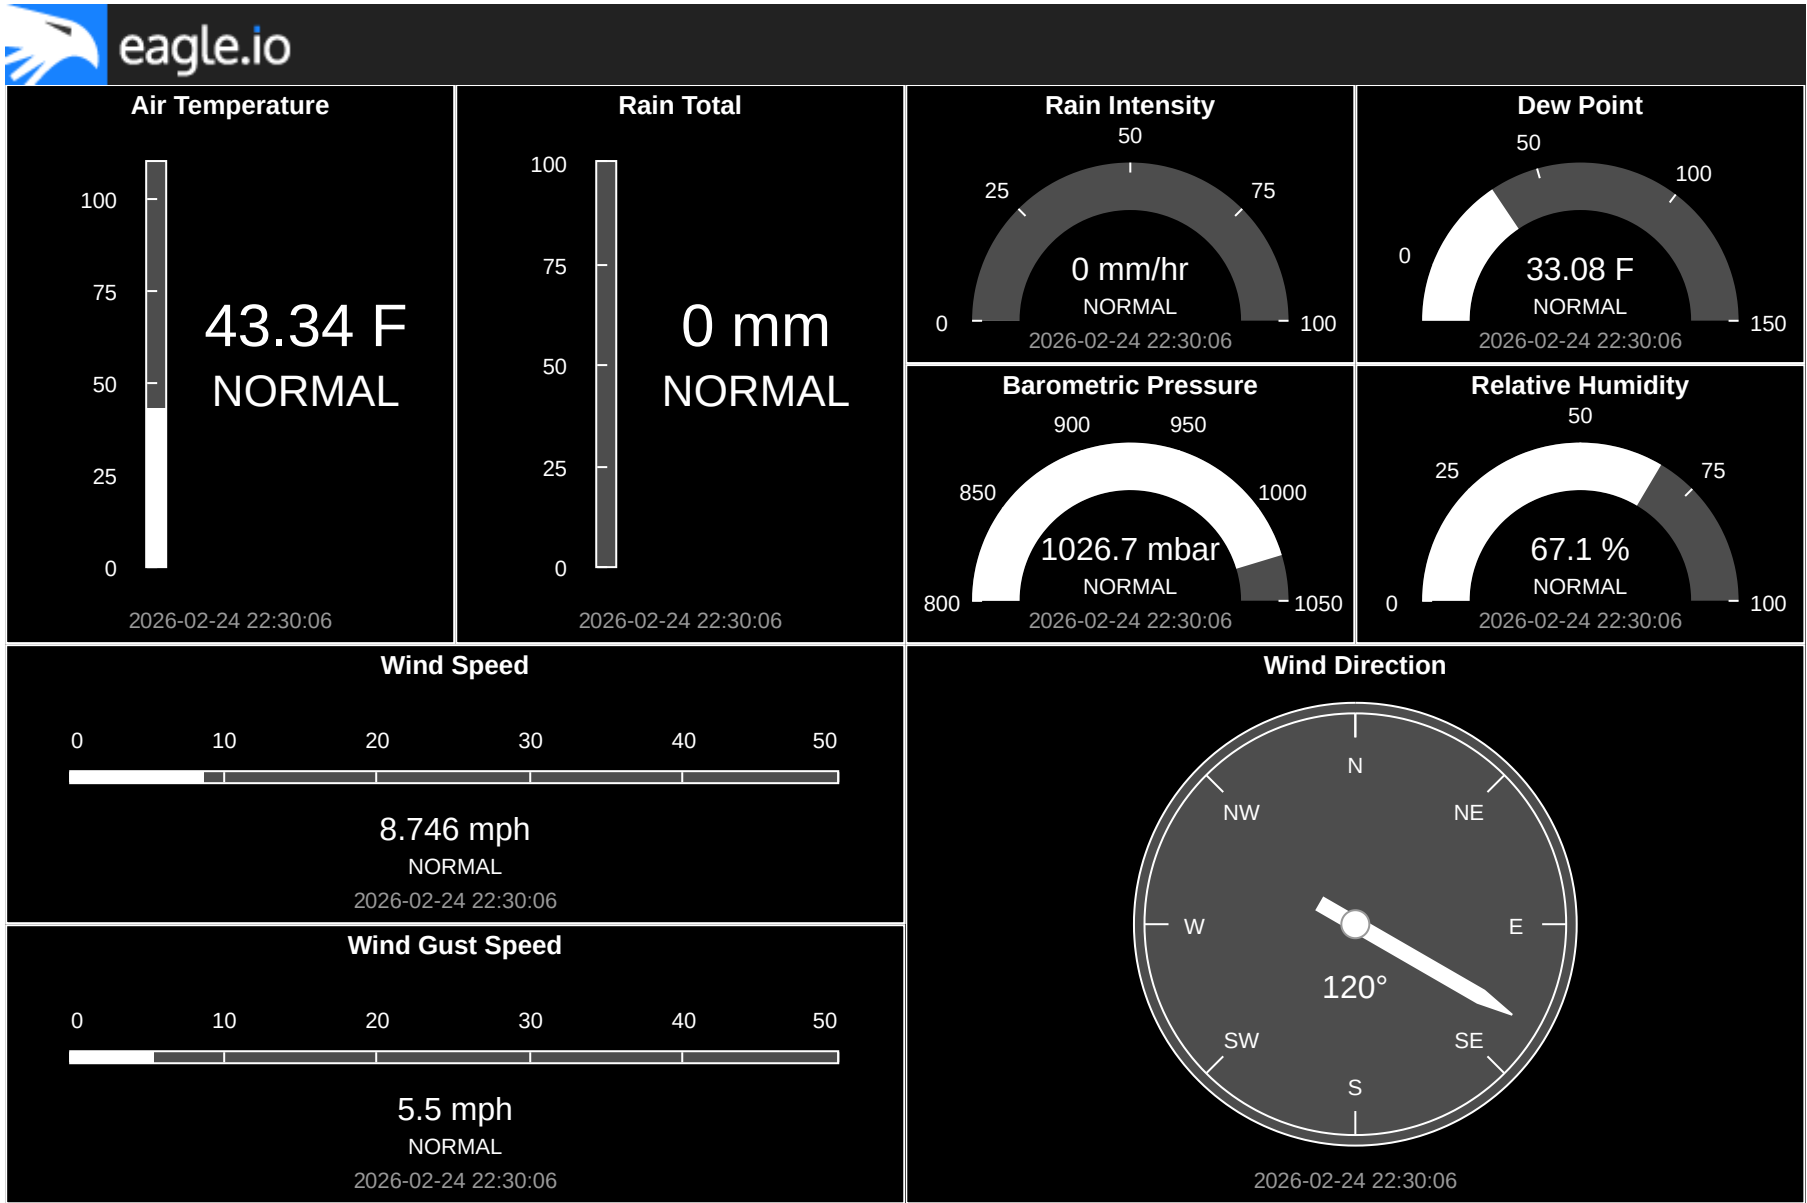 eagle.io
Air Temperature
100
75
50
25
0
43.34 F
NORMAL
2026-02-24 22:30:06
Rain Total
100
75
50
25
0
0 mm
NORMAL
2026-02-24 22:30:06
Rain Intensity
0
25
50
75
100
0 mm/hr
NORMAL
2026-02-24 22:30:06
Dew Point
0
50
100
150
33.08 F
NORMAL
2026-02-24 22:30:06
Barometric Pressure
800
850
900
950
1000
1050
1026.7 mbar
NORMAL
2026-02-24 22:30:06
Relative Humidity
0
25
50
75
100
67.1 %
NORMAL
2026-02-24 22:30:06
Wind Speed
0 10 20 30 40 50
8.746 mph
NORMAL
2026-02-24 22:30:06
Wind Gust Speed
0 10 20 30 40 50
5.5 mph
NORMAL
2026-02-24 22:30:06
Wind Direction
N
NW NE
W E
120°
SW SE
S
2026-02-24 22:30:06